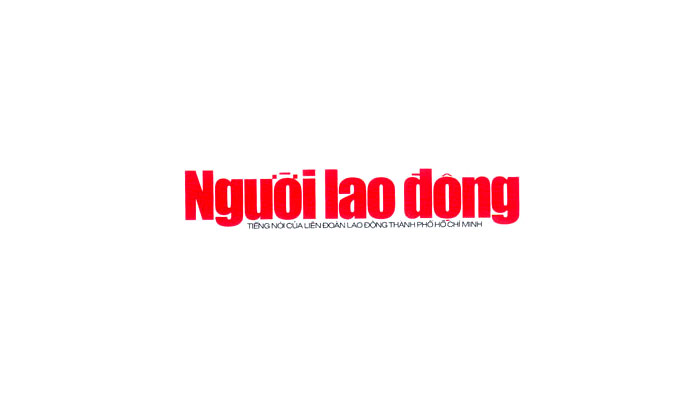 Người lao động
TIẾNG NÓI CỦA LIÊN ĐOÀN LAO ĐỘNG THÀNH PHỐ HỒ CHÍ MINH